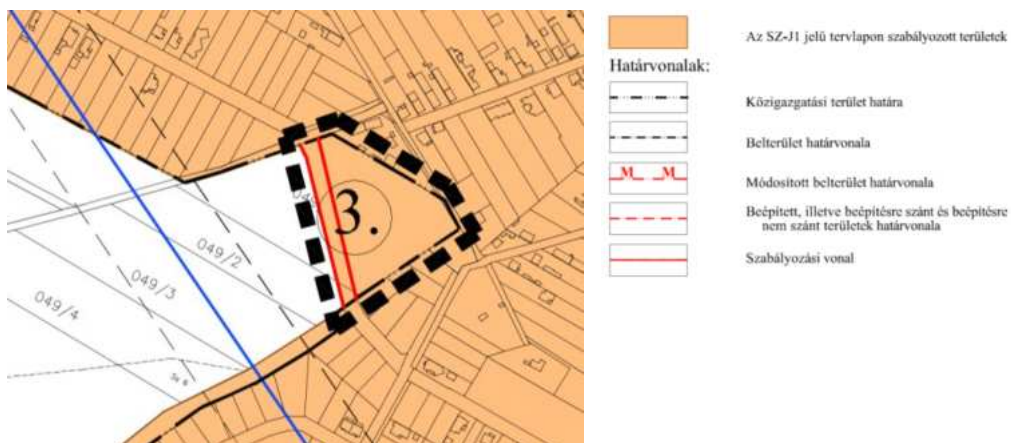 049/
3.
049/2
049/3
049/4
Az SZ-J1 jelű tervlapon szabályozott területek
Határvonalak:
Közigazgatási terület határa
Belterület határvonala
M M
Módosított belterület határvonala
Beépített, illetve beépítésre szánt és beépítésre
nem szánt területek határvonala
Szabályozási vonal